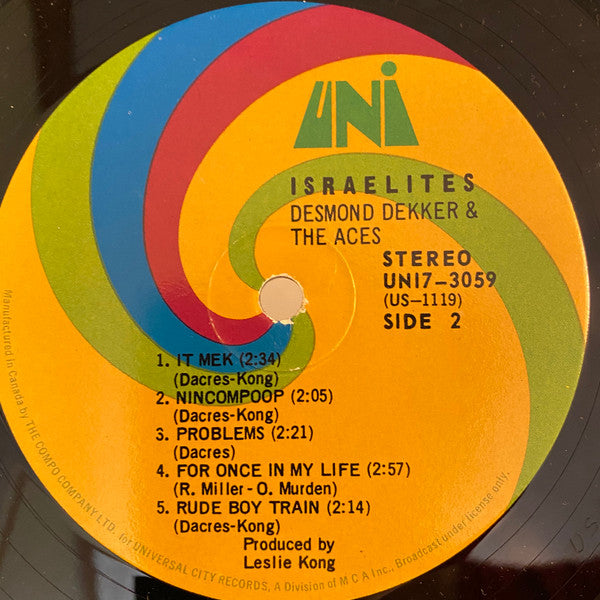 UNI
ISRAELITES
DESMOND DEKKER &
THE ACES
STEREO
UNI7-3059
(US-1119)
SIDE 2
1. IT MEK (2:34)
(Dacres-Kong)
2. NINCOMPOOP (2:05)
(Dacres-Kong)
3. PROBLEMS (2:21)
(Dacres)
4. FOR ONCE IN MY LIFE (2:57)
(R. Miller-O. Murden)
5. RUDE BOY TRAIN (2:14)
(Dacres-Kong)
Produced by
Leslie Kong
Manufactured in Canada by THE COMPO COMPANY LTD. for UNIVERSAL CITY RECORDS, A Division of M C A Inc., Broadcast under license only.